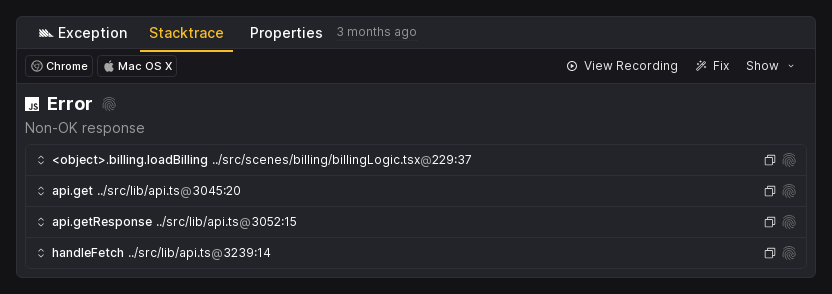 Exception Stacktrace Properties 3 months ago
Chrome Mac OS X View Recording Fix Show
JS Error
Non-OK response
<object>.billing.loadBilling ../src/scenes/billing/billingLogic.tsx@229:37
api.get ../src/lib/api.ts@3045:20
api.getResponse ../src/lib/api.ts@3052:15
handleFetch ../src/lib/api.ts@3239:14